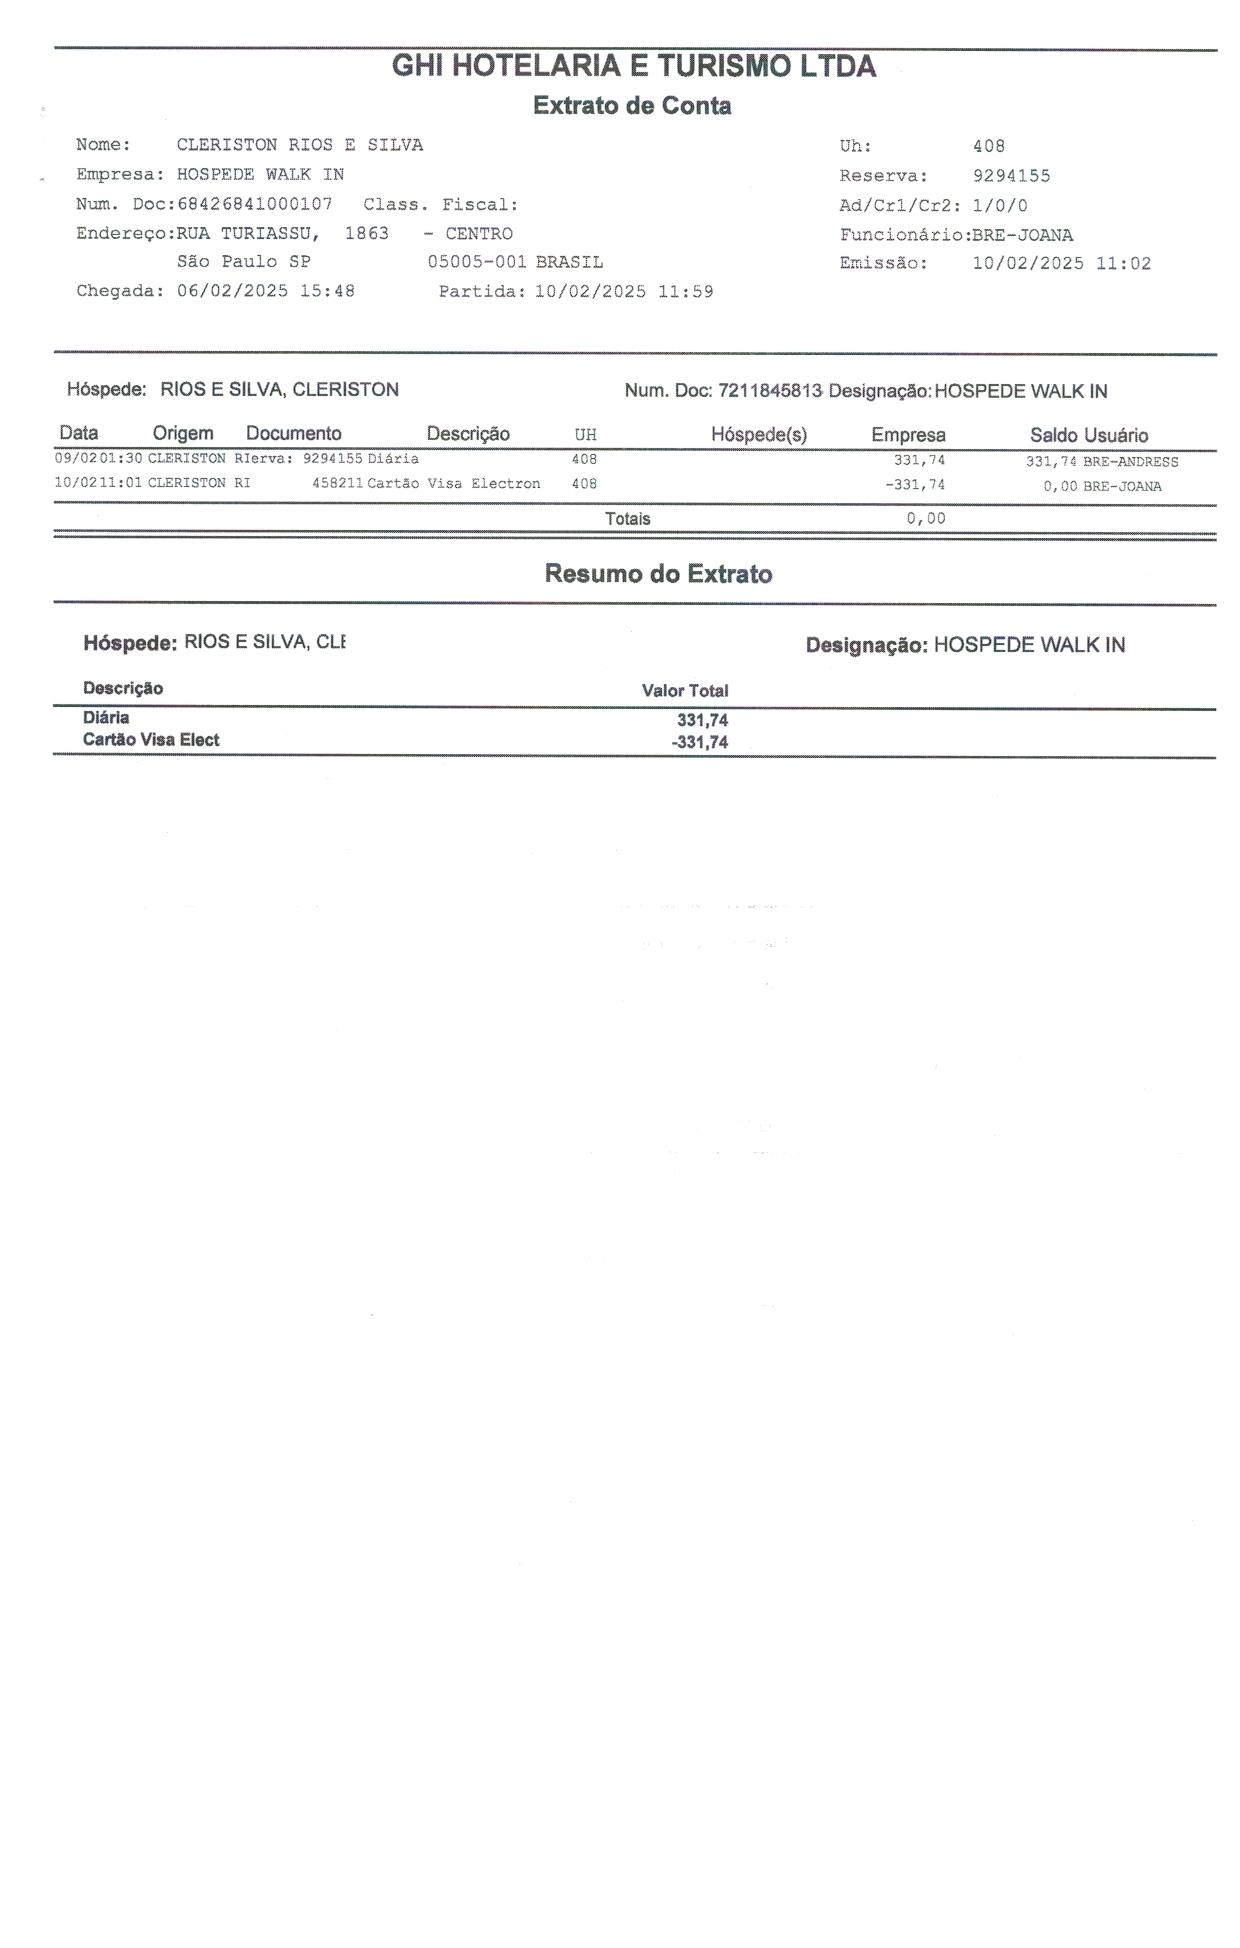 GHI HOTELARIA E TURISMO LTDA
Extrato de Conta
Nome: CLERISTON RIOS E SILVA Uh: 408
Empresa: HOSPEDE WALK IN Reserva: 9294155
Num. Doc:68426841000107 Class. Fiscal: Ad/Cr1/Cr2: 1/0/0
Endereço:RUA TURIASSU, 1863 - CENTRO Funcionário:BRE-JOANA
São Paulo SP 05005-001 BRASIL Emissão: 10/02/2025 11:02
Chegada: 06/02/2025 15:48 Partida: 10/02/2025 11:59
Hóspede: RIOS E SILVA, CLERISTON Num. Doc: 7211845813 Designação: HOSPEDE WALK IN
Data Origem Documento Descrição UH Hóspede(s) Empresa Saldo Usuário
09/02 01:30 CLERISTON RIerva: 9294155 Diária 408 331,74 331,74 BRE-ANDRESS
10/02 11:01 CLERISTON RI 458211 Cartão Visa Electron 408 -331,74 0,00 BRE-JOANA
Totais 0,00
Resumo do Extrato
Hóspede: RIOS E SILVA, CLE Designação: HOSPEDE WALK IN
Descrição Valor Total
Diária 331,74
Cartão Visa Elect -331,74